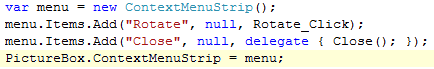 var menu = new ContextMenuStrip();
menu.Items.Add("Rotate", null, Rotate_Click);
menu.Items.Add("Close", null, delegate { Close(); });
PictureBox.ContextMenuStrip = menu;